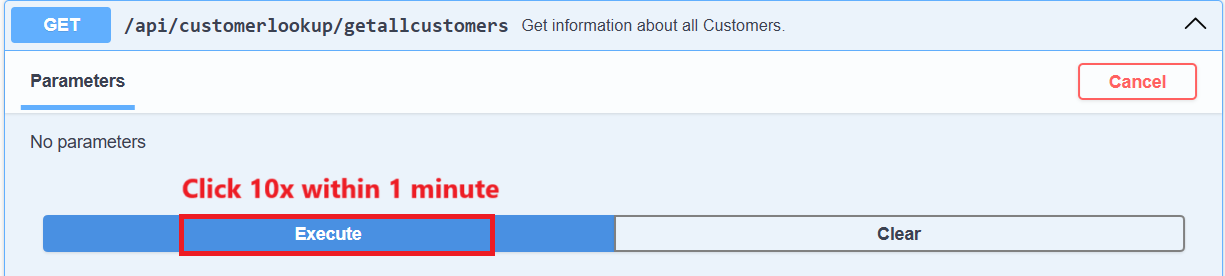 GET /api/customerlookup/getallcustomers Get information about all Customers.
Parameters Cancel
No parameters
Click 10x within 1 minute
Execute Clear